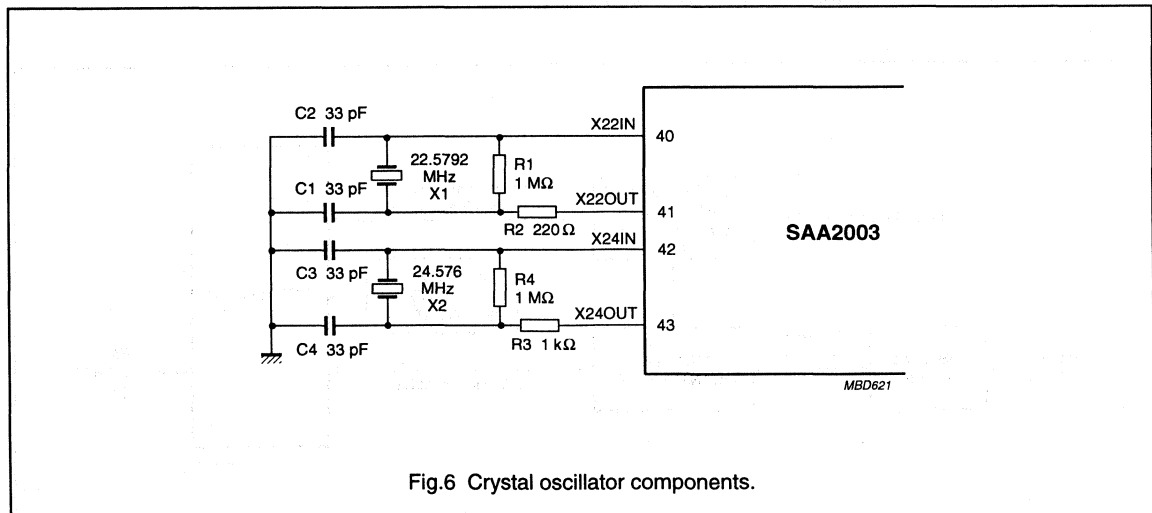 C2 33 pF
X22IN
40
22.5792
MHz
X1
R1
1 MΩ
C1 33 pF
X22OUT
41
R2 220 Ω
SAA2003
X24IN
42
C3 33 pF
24.576
MHz
X2
R4
1 MΩ
X24OUT
43
C4 33 pF
R3 1 kΩ
MBD621
Fig.6 Crystal oscillator components.